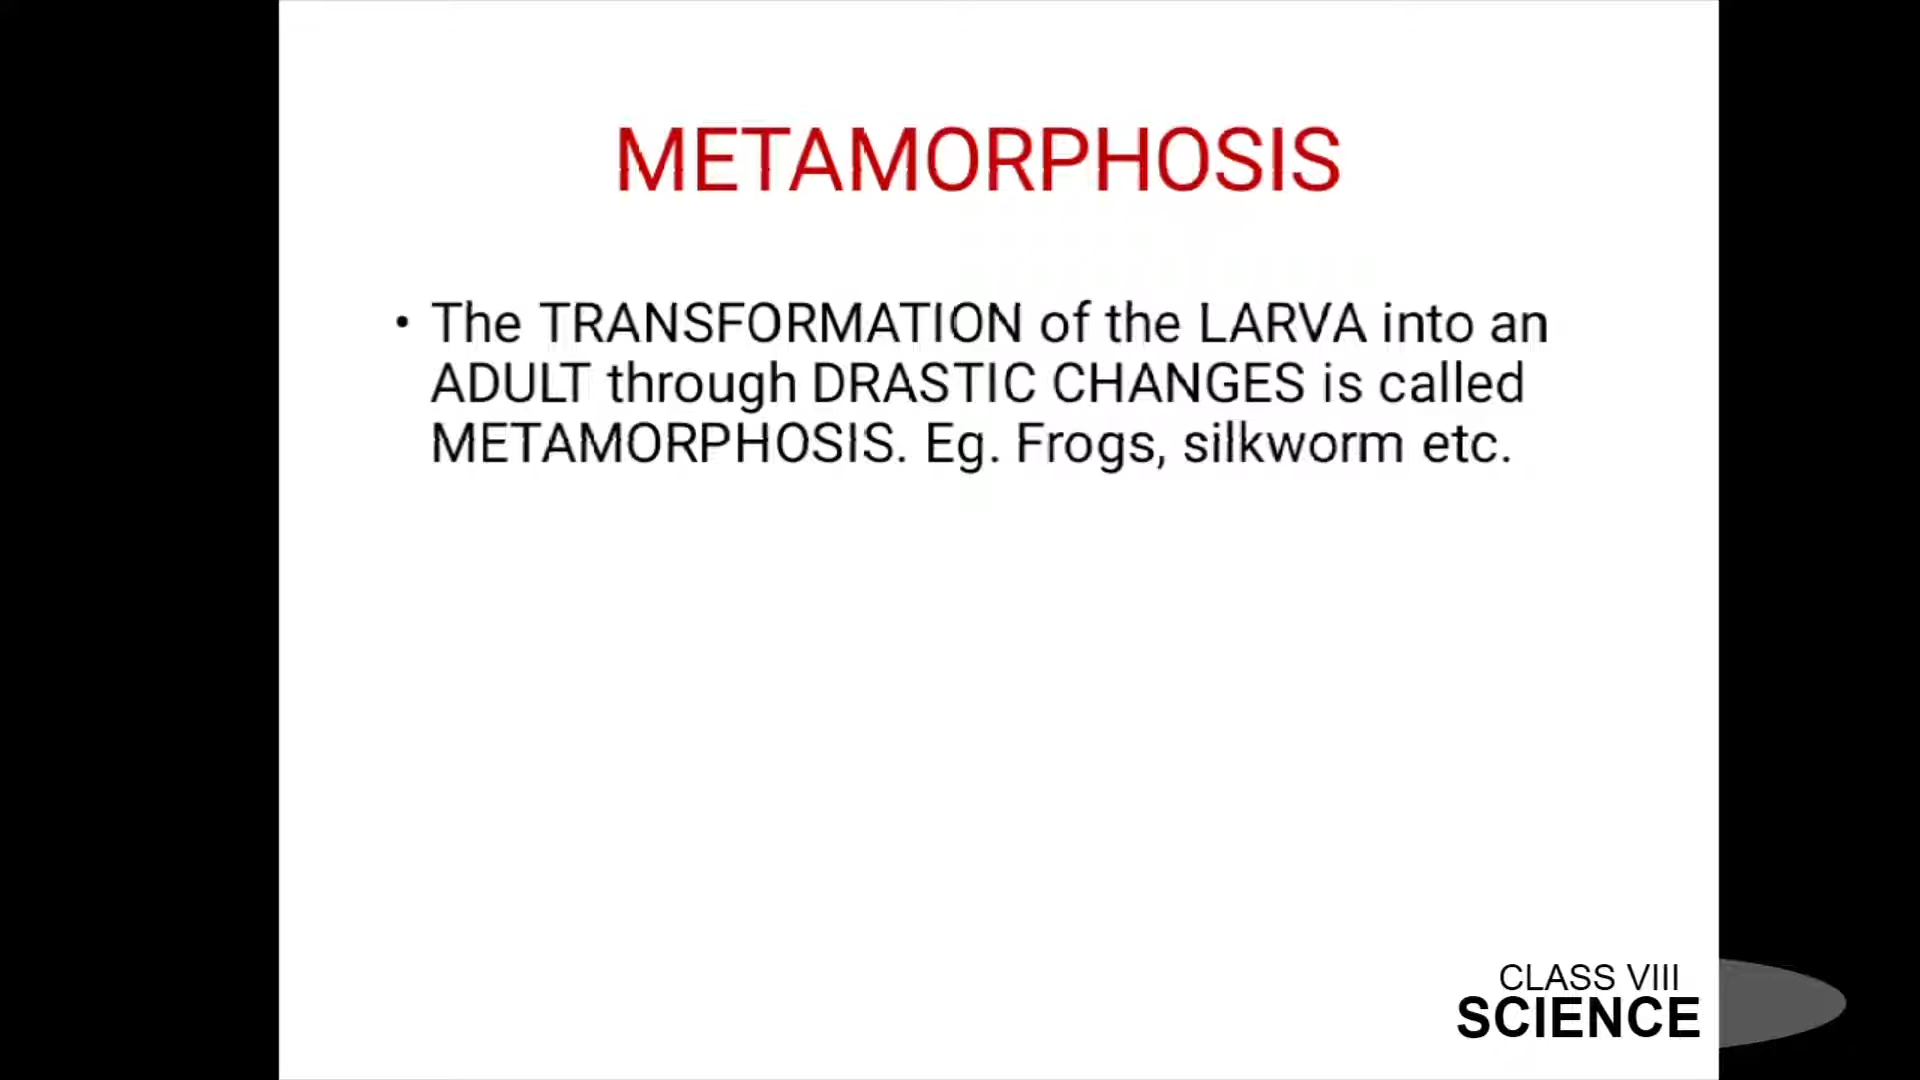 METAMORPHOSIS
• The TRANSFORMATION of the LARVA into an
ADULT through DRASTIC CHANGES is called
METAMORPHOSIS. Eg. Frogs, silkworm etc.
CLASS VIII
SCIENCE